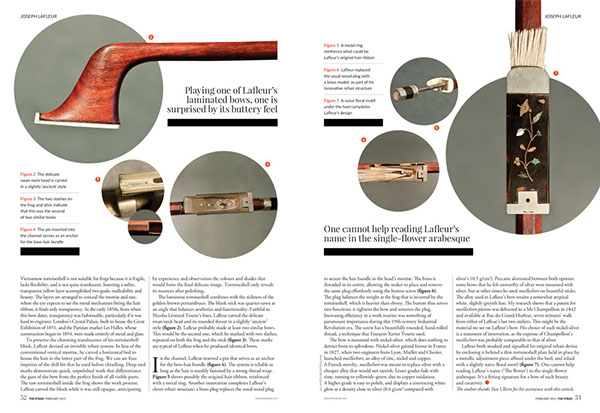 JOSEPH LAFLEUR
JOSEPH LAFLEUR
Playing one of Lafleur's
laminated bows, one is
surprised by its buttery feel
Figure 2 The delicate
swan-neck head is carved
in a slightly 'ancient' style
Figure 3 The two dashes on
the frog and stick indicate
that this was the second
of two similar bows
Figure 4 The pin inserted into
the channel serves as an anchor
for the bow hair bundle
Vietnamese tortoiseshell is not suitable for frogs because it is fragile,
lacks flexibility, and is not quite translucent. Inserting a softer,
transparent yellow layer accomplished two goals: malleability and
beauty. The layers are arranged to conceal the mortise and nut;
where the eye expects to see the metal mechanism fitting the hair
ribbon, it finds only transparency. In the early 1850s, from when
this bow dates, transparency was fashionable, particularly if it was
hard to engineer. London's Crystal Palace, built to house the Great
Exhibition of 1851, and the Parisian market Les Halles, whose
construction began in 1854, were made entirely of metal and glass.
To preserve the charming translucence of his tortoiseshell
block, Lafleur devised an invisible rehair system. In lieu of the
conventional vertical mortise, he carved a horizontal bed to
house the hair in the lower part of the frog. We can see four
imprints of the drill bit that he used before chiselling. Deep tool
marks demonstrate quick, unpolished work that differentiates
the guts of the bow from the perfect finish of all visible parts.
The raw tortoiseshell inside the frog shows the work process:
Lafleur carved the block while it was still opaque, anticipating
by experience and observation the colours and shades that
would form the final delicate image. Tortoiseshell only reveals
its nuances after polishing.
The luminous tortoiseshell combines with the richness of the
golden-brown pernambuco. The blank stick was quarter-sawn at
an angle that balances aesthetics and functionality. Faithful to
Nicolas Léonard Tourte's lines, Lafleur carved the delicate
swan-neck head and its rounded throat in a slightly 'ancient'
style (figure 2). Lafleur probably made at least two similar bows.
This would be the second one, which he marked with two dashes,
repeated on both the frog and the stick (figure 3). These marks
are typical of Lafleur when he produced identical bows.
In the channel, Lafleur inserted a pin that serves as an anchor
for the bow-hair bundle (figure 4). The system is reliable as
long as the hair is steadily fastened by a strong thread wrap.
Figure 5 shows possibly the original hair ribbon, reinforced
with a metal ring. Another innovation completes Lafleur's
clever rehair structure: a brass plug replaces the usual wood plug
52 THE STRAD FEBRUARY 2012
Figure 5 A metal ring
reinforces what could be
Lafleur's original hair ribbon
Figure 6 Lafleur replaced
the usual wood plug with
a brass model, as part of his
innovative rehair structure
Figure 7 A naive floral motif
under the heel completes
Lafleur's design
One cannot help reading Lafleur's
name in the single-flower arabesque
to secure the hair bundle in the head's mortise. The brass is
threaded in its centre, allowing the maker to place and remove
the same plug effortlessly using the button screw (figure 6).
The plug balances the weight at the frog that is incurred by the
tortoiseshell, which is heavier than ebony. The button thus serves
two functions: it tightens the bow and removes the plug.
Increasing efficiency in a work routine was something of
paramount importance during this 19th-century Industrial
Revolution era. The screw has a beautifully rounded, hand-rolled
thread, a technique that François Xavier Tourte used.
The bow is mounted with nickel-silver, which does nothing to
detract from its splendour. Nickel-silver gained favour in France
in 1827, when two engineers from Lyon, Maillet and Chorier,
launched maillechort, an alloy of zinc, nickel and copper.
A French novelty, maillechort was meant to replace silver with a
cheaper alloy that would not tarnish. Lesser grades fade with
time, turning to yellowish-green, due to copper oxidation.
A higher grade is easy to polish, and displays a convincing white
glow at a density close to silver (8.6 g/cm³ compared with
silver's 10.5 g/cm³). Peccatte alternated between both options:
some bows that he felt unworthy of silver were mounted with
silver, but at other times he used maillechort on beautiful sticks.
The alloy used in Lafleur's bow retains a somewhat atypical
white, slightly greyish hue. My research shows that a patent for
maillechort platinée was delivered to a Mr Champeillon in 1842
and available at Rue du Grand-Hurleur, seven minutes' walk
from either of Lafleur's last two ateliers. This might be the
material we see on Lafleur's bow. His choice of such nickel-silver
is a statement of innovation; at the expense of Champeillon's
maillechort was probably comparable to that of silver.
Lafleur both masked and signalled his original rehair device
by enclosing it behind a thin tortoiseshell plate held in place by
a metallic adjustment piece affixed under the heel, and inlaid
with a slightly naive floral motif (figure 7). One cannot help
reading Lafleur's name ('The flower') in the single-flower
arabesque. It's a fitting signature for a hero of such beauty
and creativity.
The author thanks Yan Ullern for his assistance with this article.
FEBRUARY 2012 THE STRAD 53